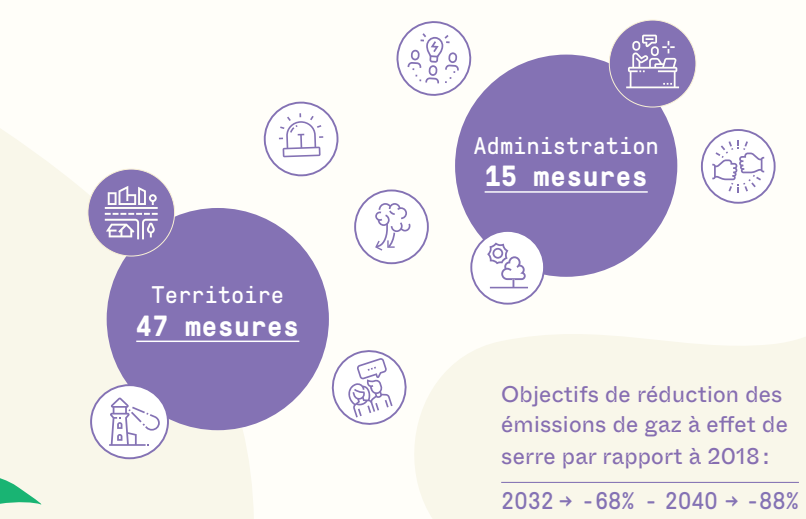 Administration
15 mesures
Territoire
47 mesures
Objectifs de réduction des
émissions de gaz à effet de
serre par rapport à 2018 :
2032 → -68% - 2040 → -88%